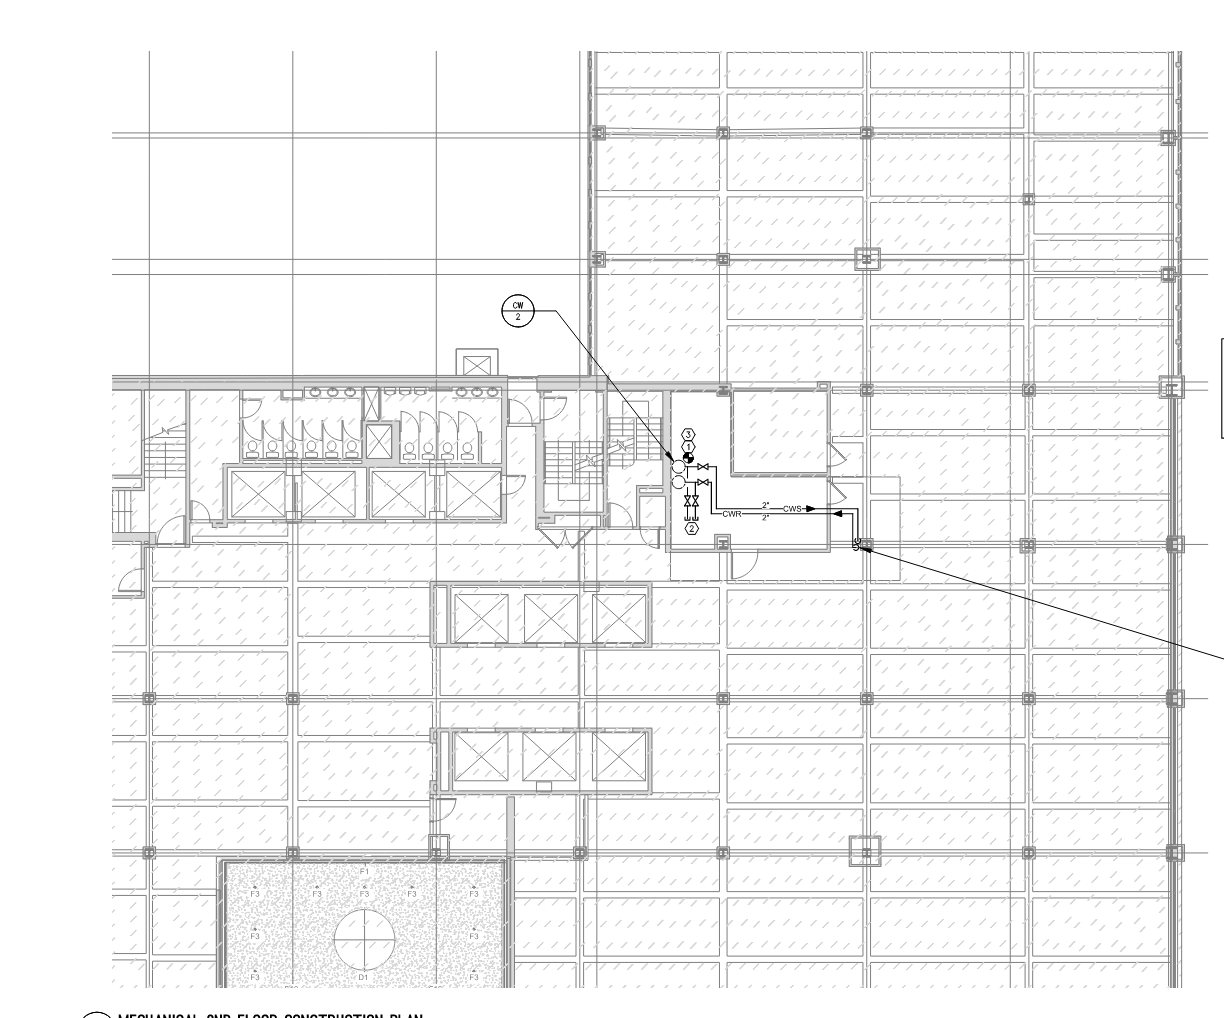 CW
2
3
1
2" CWS
CWR 2"
2
F1
F3 F3 F3 F3 F3
F3 F3
F3 D1 F3
MECHANICAL 2ND FLOOR CONSTRUCTION PLAN